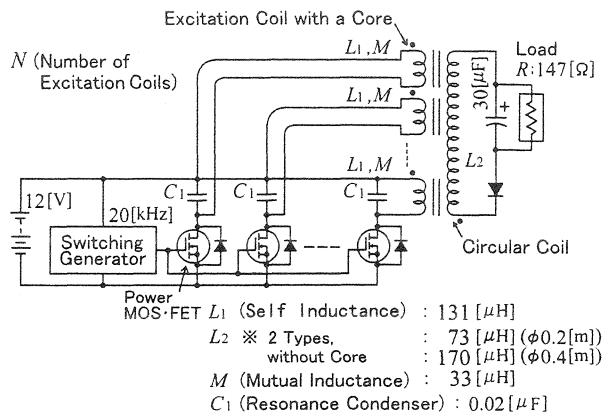 Excitation Coil with a Core
N (Number of
Excitation Coils)
L1,M
L1,M
L1,M
Load
R:147[Ω]
30[μF]
+
L2
C1
C1
C1
12[V]
20[kHz]
Switching
Generator
Circular Coil
Power
MOS·FET
L1 (Self Inductance) : 131[μH]
L2 ※ 2 Types, : 73[μH](φ0.2[m])
without Core : 170[μH](φ0.4[m])
M (Mutual Inductance) : 33[μH]
C1 (Resonance Condenser) : 0.02[μF]